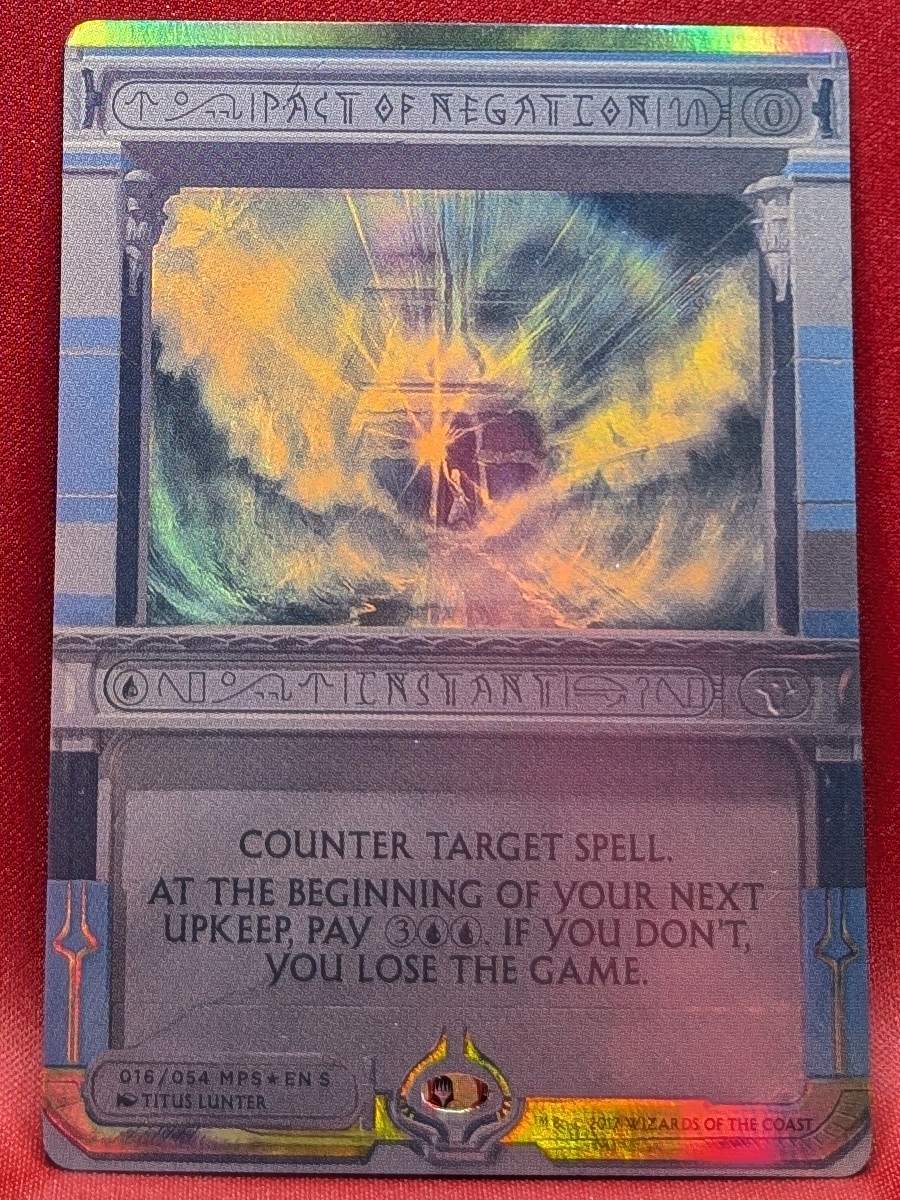 PACT OF NEGATION 0
INSTANT
COUNTER TARGET SPELL.
AT THE BEGINNING OF YOUR NEXT
UPKEEP, PAY 3. IF YOU DON'T,
YOU LOSE THE GAME.
016/054 MPS★EN S
TITUS LUNTER
™ & © 2017 WIZARDS OF THE COAST